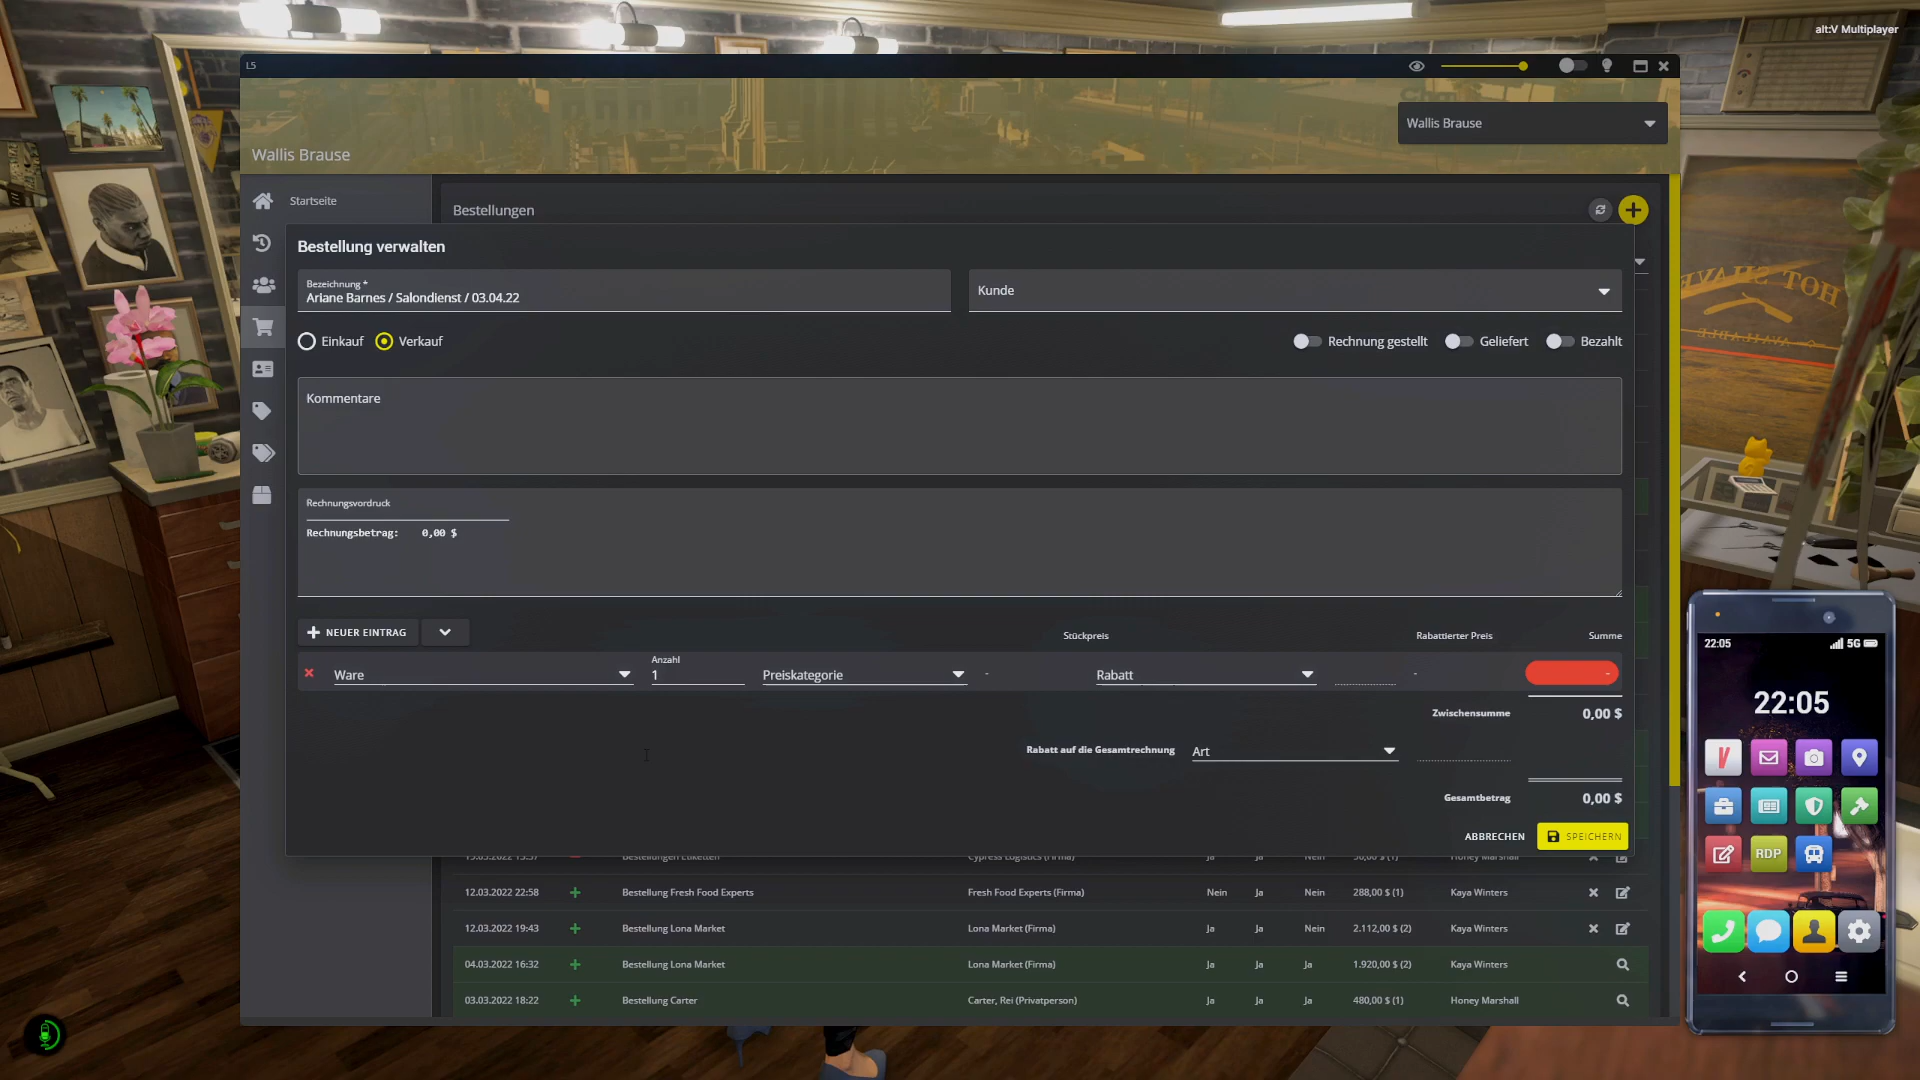 alt:V Multiplayer
L5
Wallis Brause
Wallis Brause
Startseite
Bestellungen
Bestellung verwalten
Bezeichnung *
Ariane Barnes / Salondienst / 03.04.22
Kunde
Einkauf
Verkauf
Rechnung gestellt
Geliefert
Bezahlt
Kommentare
Rechnungsvordruck
Rechnungsbetrag: 0,00 $
NEUER EINTRAG
Stückpreis
Rabattierter Preis
Summe
Ware
Anzahl
1
Preiskategorie
-
Rabatt
-
-
Zwischensumme
0,00 $
Rabatt auf die Gesamtrechnung
Art
Gesamtbetrag
0,00 $
ABBRECHEN
SPEICHERN
12.03.2022 22:58 Bestellung Fresh Food Experts Fresh Food Experts (Firma) Nein Ja Nein 288,00 $ (1) Kaya Winters
12.03.2022 19:43 Bestellung Lona Market Lona Market (Firma) Ja Ja Nein 2.112,00 $ (2) Kaya Winters
04.03.2022 16:32 Bestellung Lona Market Lona Market (Firma) Ja Ja Ja 1.920,00 $ (2) Kaya Winters
03.03.2022 18:22 Bestellung Carter Carter, Rei (Privatperson) Ja Ja Ja 480,00 $ (1) Honey Marshall
HOT SHAVE
AVAILABLE
22:05
5G
22:05
RDP